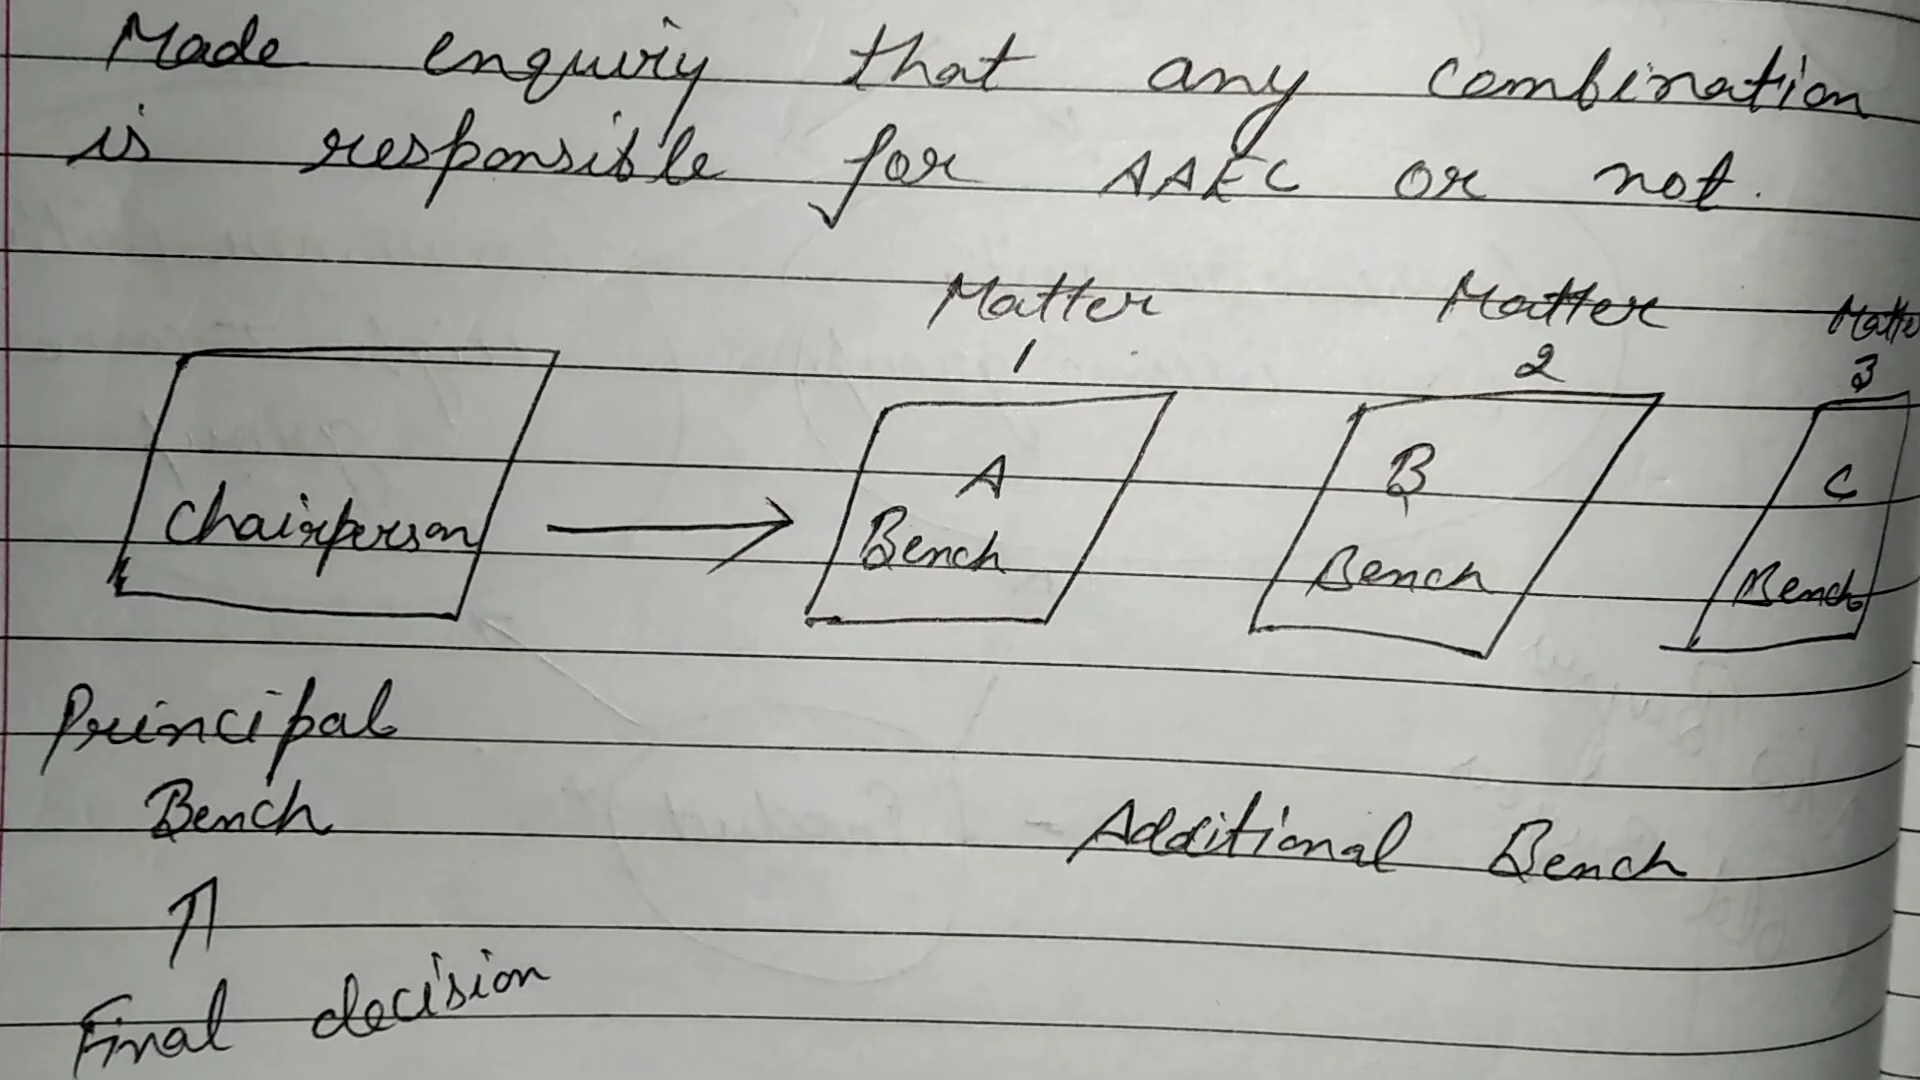 Made enquiry that any combination
is responsible for AAEC or not.
Matter Matter Matter
1 2 3
A B C
Chairperson Bench Bench Bench
Principal
Bench
Additional Bench
Final decision